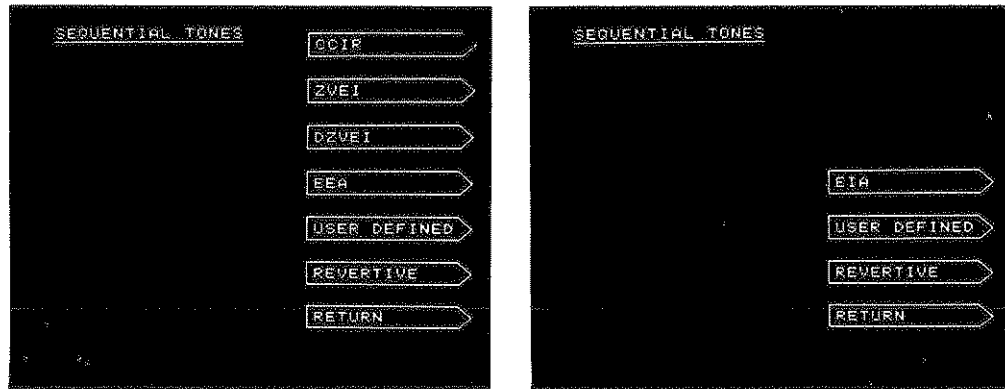 SEQUENTIAL TONES
CCIR
ZVEI
DZVEI
EEA
USER DEFINED
REVERTIVE
RETURN
SEQUENTIAL TONES
EIA
USER DEFINED
REVERTIVE
RETURN